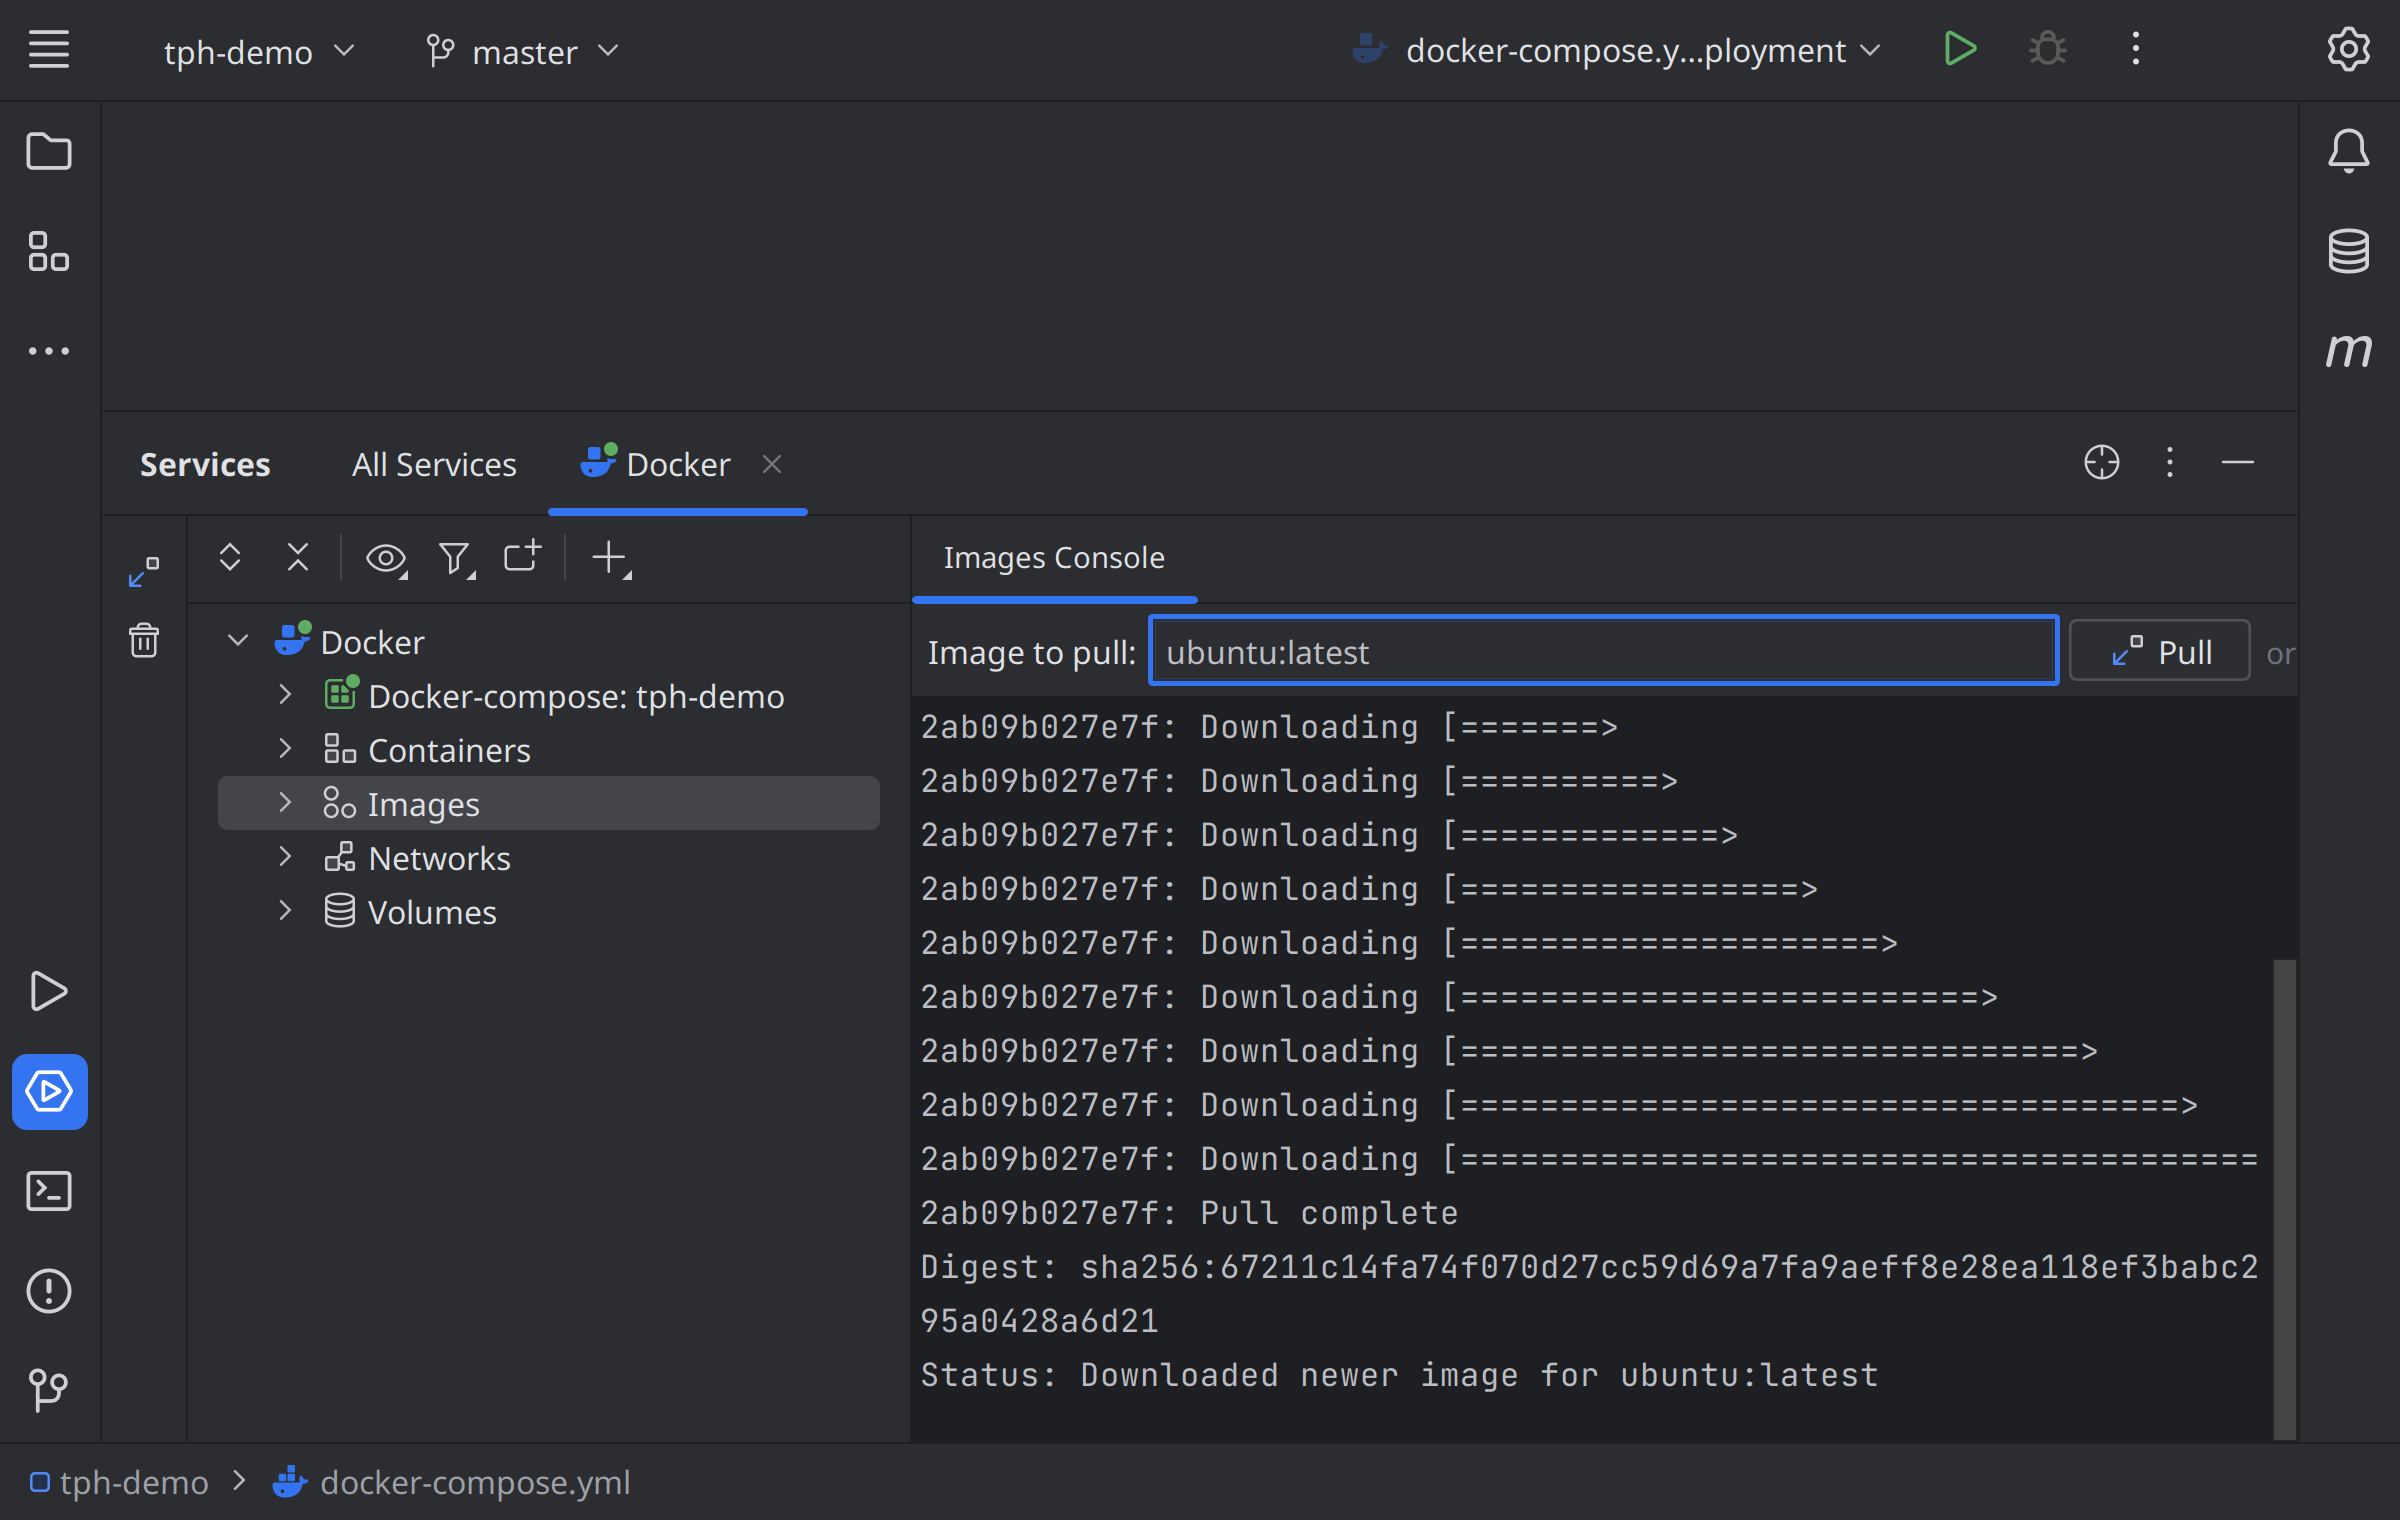 tph-demo
master
docker-compose.y...ployment
Services
All Services
Docker
Images Console
Docker
Image to pull:
ubuntu:latest
Pull
or
Docker-compose: tph-demo
Containers
Images
Networks
Volumes
2ab09b027e7f: Downloading [=======>
2ab09b027e7f: Downloading [==========>
2ab09b027e7f: Downloading [=============>
2ab09b027e7f: Downloading [=================>
2ab09b027e7f: Downloading [=====================>
2ab09b027e7f: Downloading [==========================>
2ab09b027e7f: Downloading [===============================>
2ab09b027e7f: Downloading [====================================>
2ab09b027e7f: Downloading [========================================
2ab09b027e7f: Pull complete
Digest: sha256:67211c14fa74f070d27cc59d69a7fa9aeff8e28ea118ef3babc2
95a0428a6d21
Status: Downloaded newer image for ubuntu:latest
tph-demo
docker-compose.yml